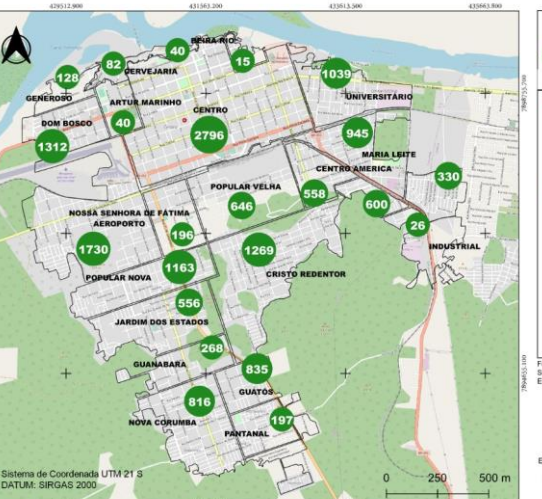 429512.900 431563.200 433613.500 435663.800
BEIRA RIO
40
82
15
CERVEJARIA
128
1039
GENEROSO
ARTUR MARINHO
UNIVERSITÁRIO
CENTRO
DOM BOSCO
40
2796
945
1312
MARIA LEITE
CENTRO AMERICA
330
POPULAR VELHA
558
646
600
NOSSA SENHORA DE FÁTIMA
AEROPORTO
196
26
1730
1269
INDUSTRIAL
1163
POPULAR NOVA
CRISTO REDENTOR
556
JARDIM DOS ESTADOS
268
GUANABARA
835
GUATÓS
816
197
NOVA CORUMBA
PANTANAL
Sistema de Coordenada UTM 21 S
DATUM: SIRGAS 2000
0 250 500 m